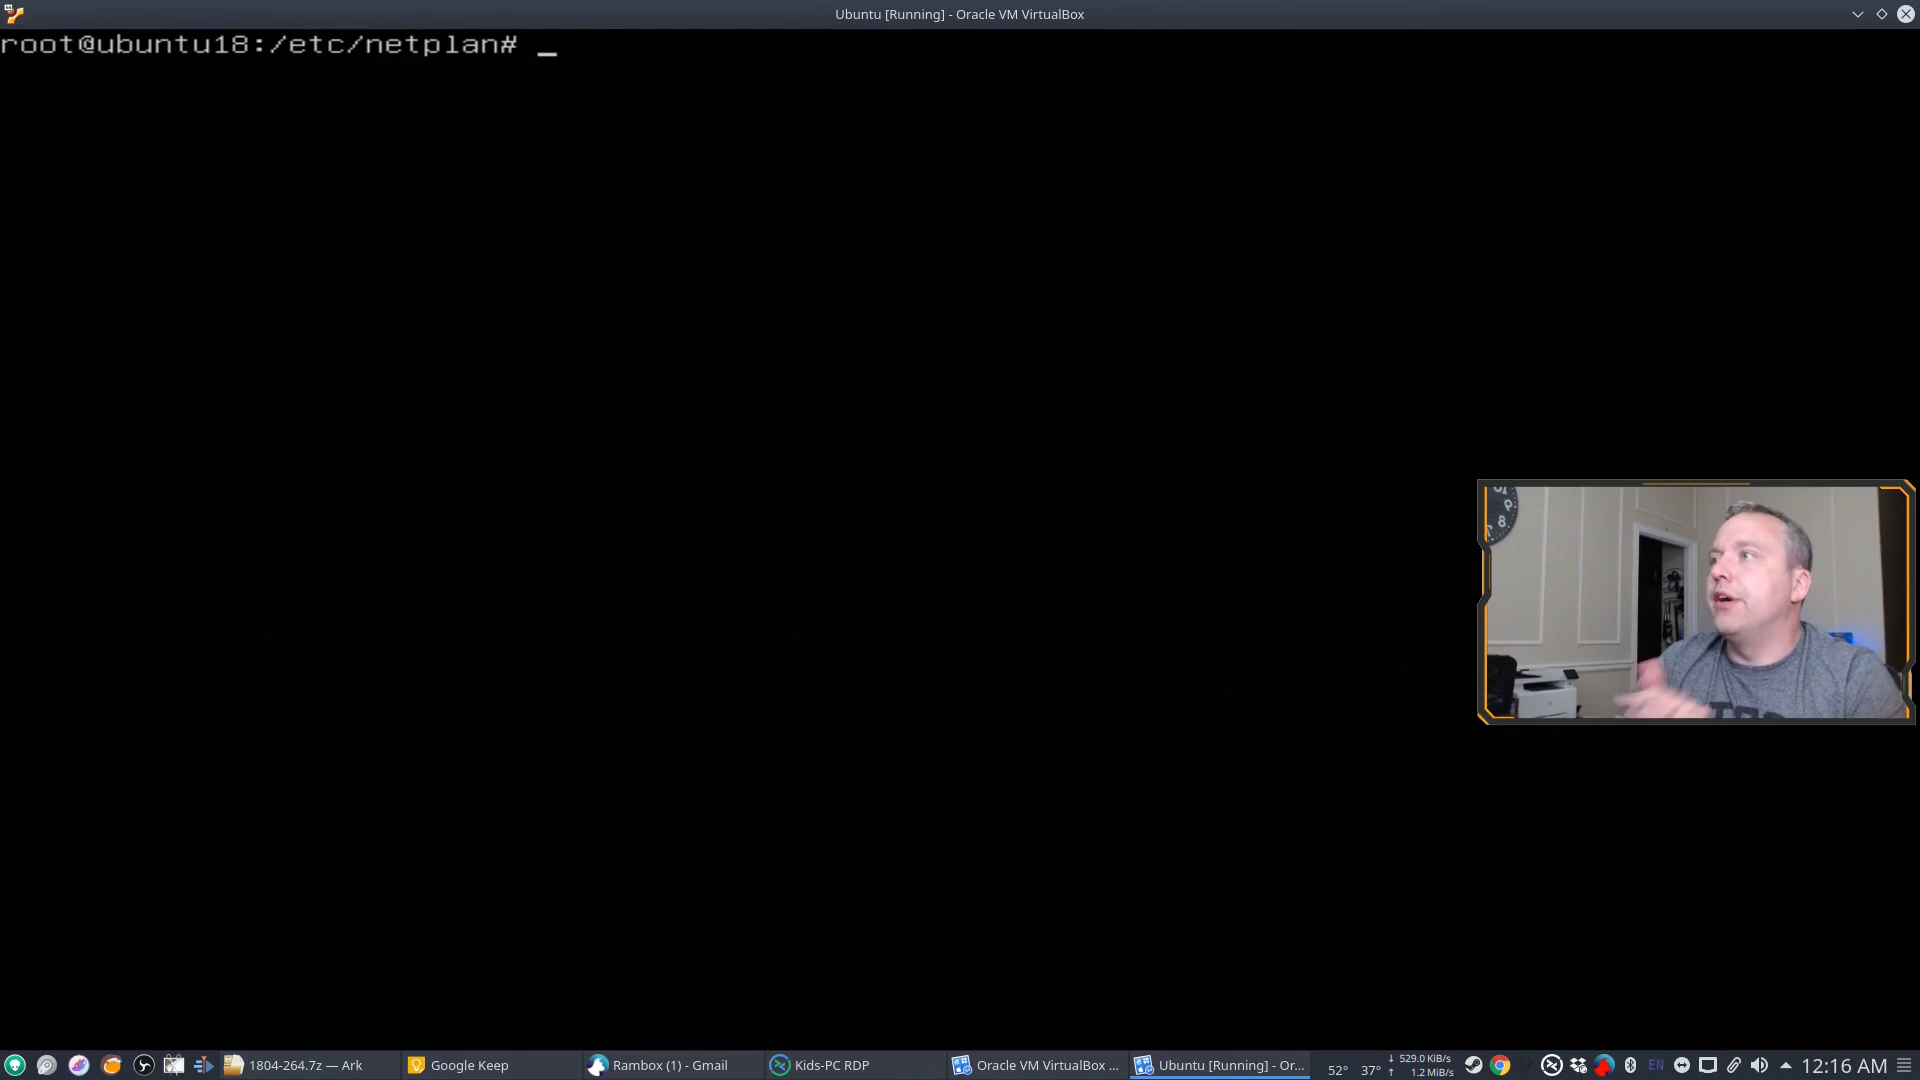 Ubuntu [Running] - Oracle VM VirtualBox
root@ubuntu18:/etc/netplan# _
9
8
1804-264.7z — Ark
Google Keep
Rambox (1) - Gmail
Kids-PC RDP
Oracle VM VirtualBox ...
Ubuntu [Running] - Or...
52°
37°
↓ 529.0 KiB/s
↑ 1.2 MiB/s
EN
12:16 AM